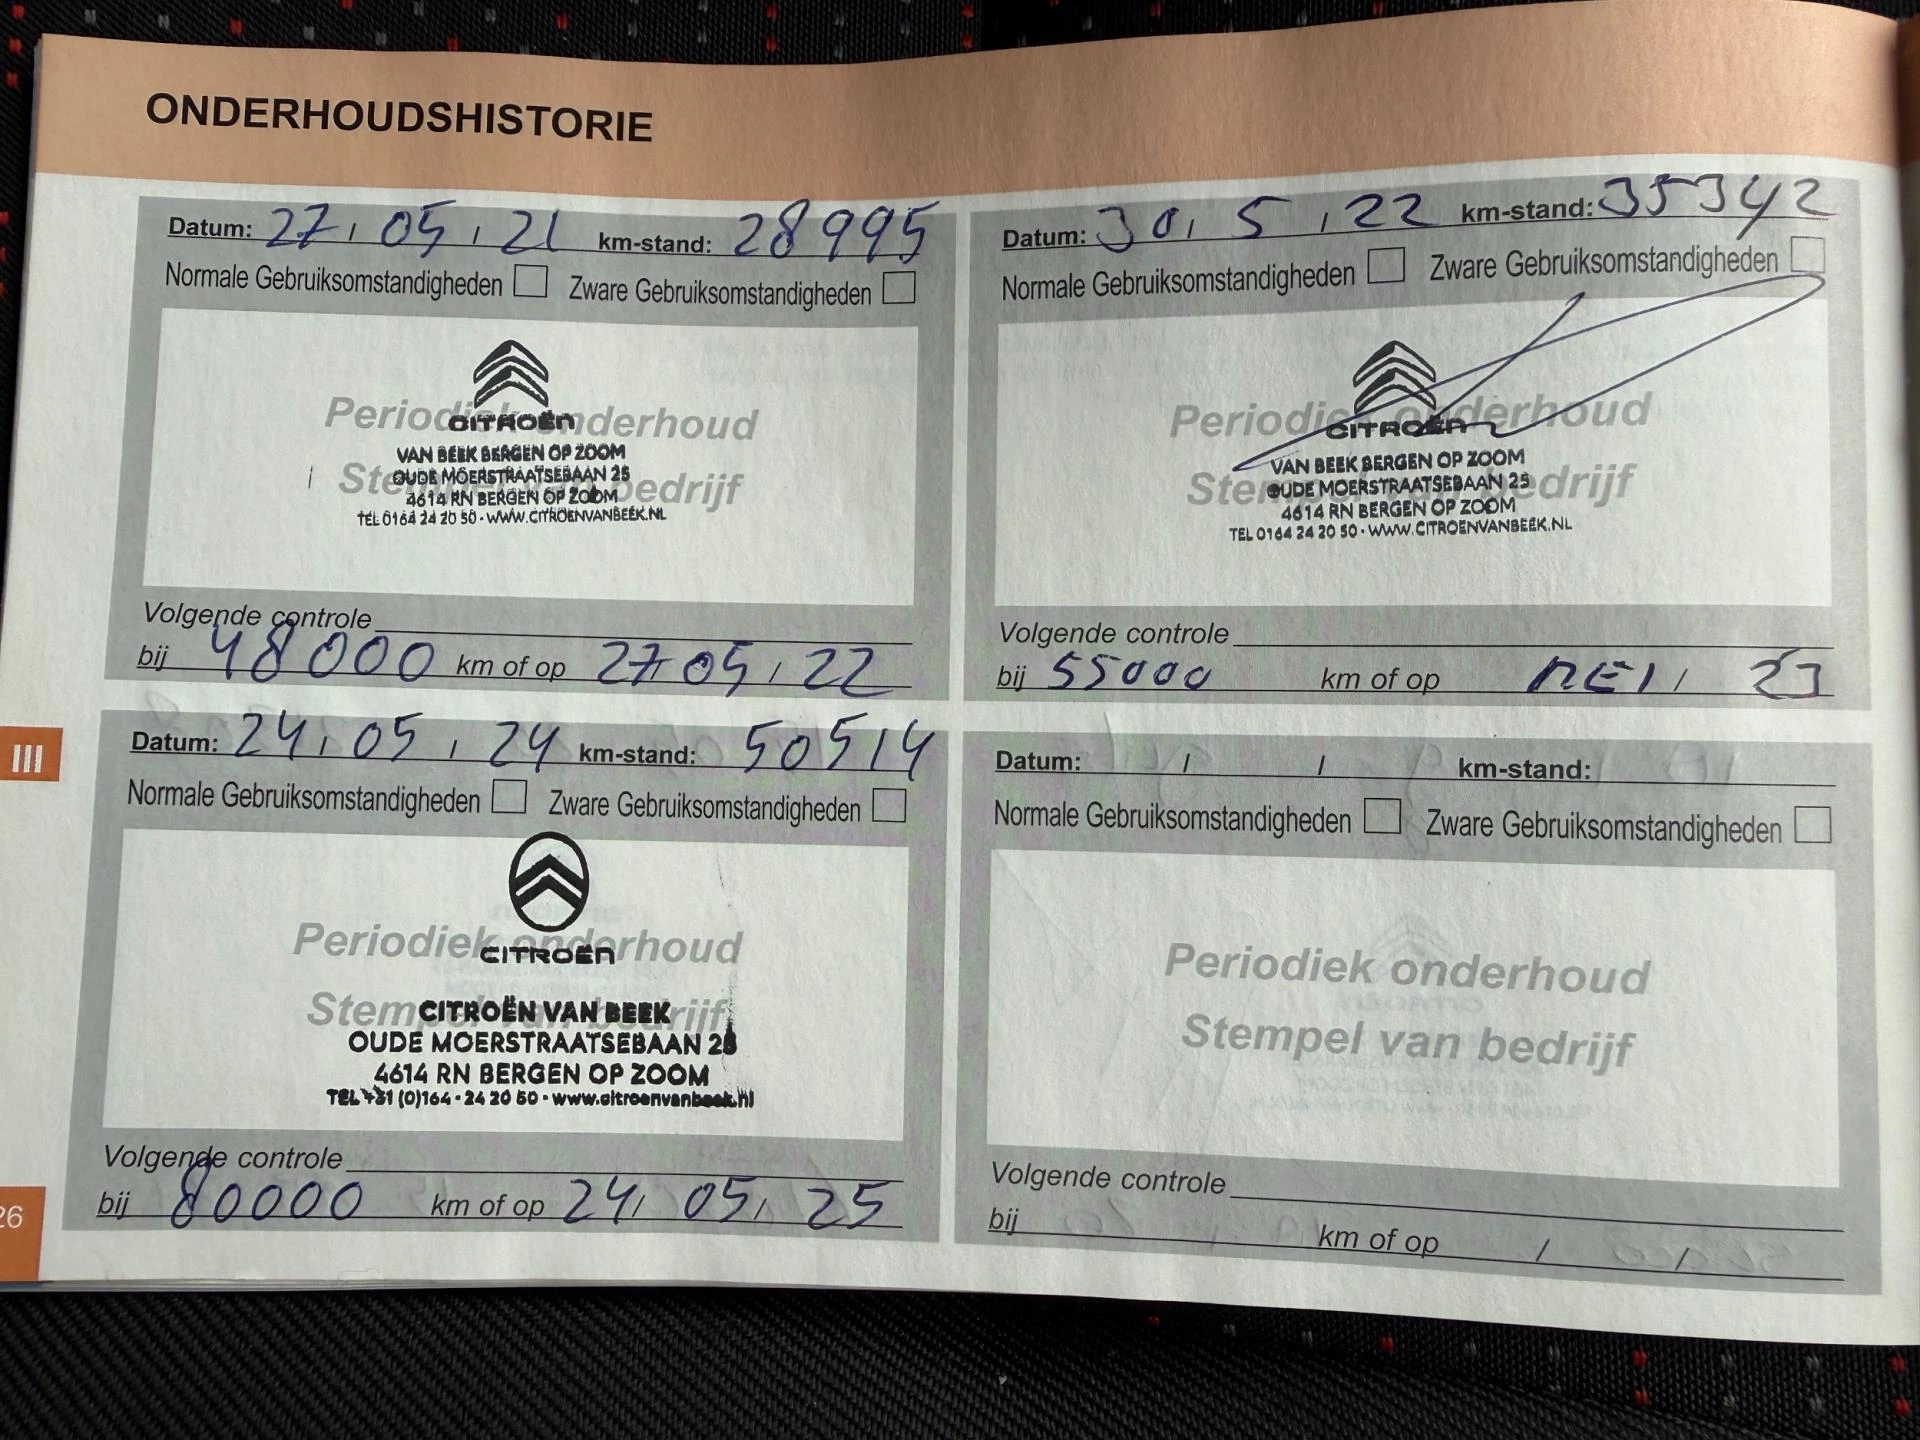 ONDERHOUDSHISTORIE
Datum: 27 / 05 / 21 km-stand: 28995
Normale Gebruiksomstandigheden Zware Gebruiksomstandigheden
Periodiek onderhoud
CITROËN
VAN BEEK BERGEN OP ZOOM
Stempel van bedrijf
OUDE MOERSTRAATSEBAAN 25
4614 RN BERGEN OP ZOOM
TEL 0164 24 20 50 - WWW.CITROENVANBEEK.NL
Volgende controle
bij 48000 km of op 27/05/22
Datum: 30 / 5 / 22 km-stand: 35342
Normale Gebruiksomstandigheden Zware Gebruiksomstandigheden
Periodiek onderhoud
CITROËN
VAN BEEK BERGEN OP ZOOM
Stempel van bedrijf
OUDE MOERSTRAATSEBAAN 25
4614 RN BERGEN OP ZOOM
TEL 0164 24 20 50 - WWW.CITROENVANBEEK.NL
Volgende controle
bij 55000 km of op MEI / 23
III
Datum: 24 / 05 / 24 km-stand: 50514
Normale Gebruiksomstandigheden Zware Gebruiksomstandigheden
Periodiek onderhoud
CITROËN
Stempel van bedrijf
CITROËN VAN BEEK
OUDE MOERSTRAATSEBAAN 25
4614 RN BERGEN OP ZOOM
TEL +31 (0)164 - 24 20 50 - www.citroenvanbeek.nl
Volgende controle
bij 80000 km of op 24/ 05/ 25
Datum: / / km-stand:
Normale Gebruiksomstandigheden Zware Gebruiksomstandigheden
Periodiek onderhoud
Stempel van bedrijf
Volgende controle
bij km of op / /
26